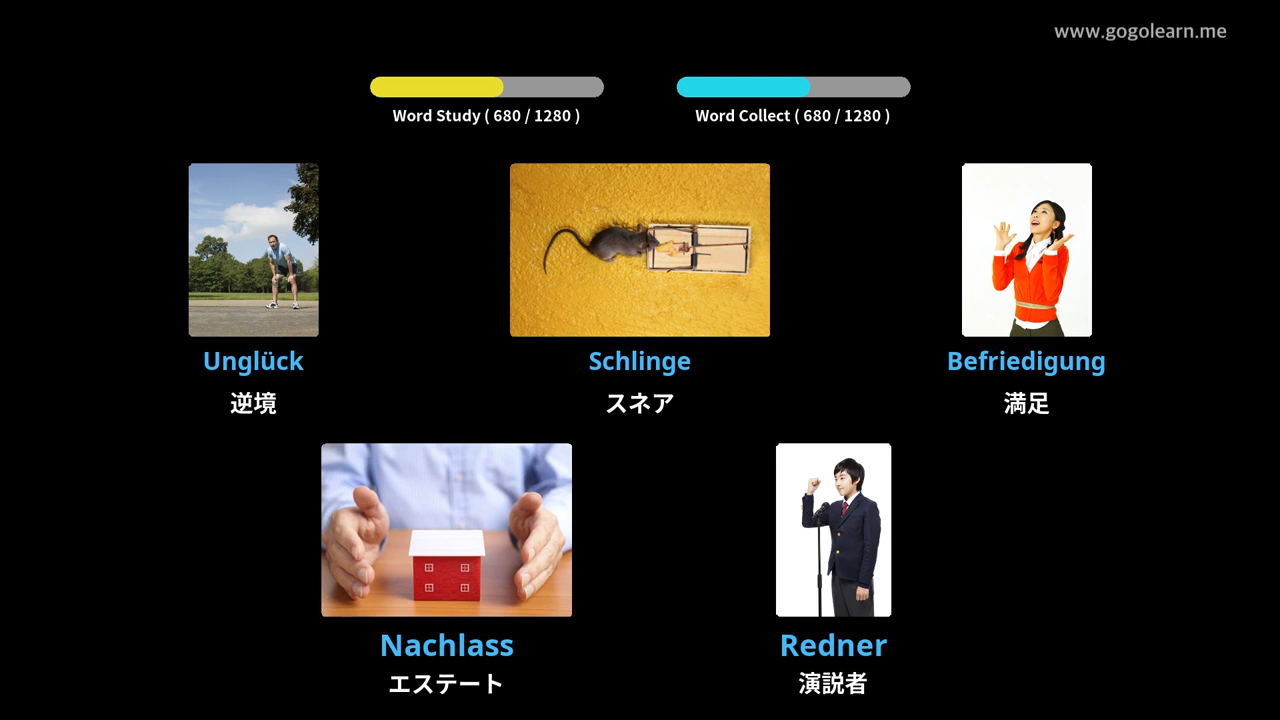 www.gogolearn.me
Word Study ( 680 / 1280 )
Word Collect ( 680 / 1280 )
Unglück
逆境
Schlinge
スネア
Befriedigung
満足
Nachlass
エステート
Redner
演説者